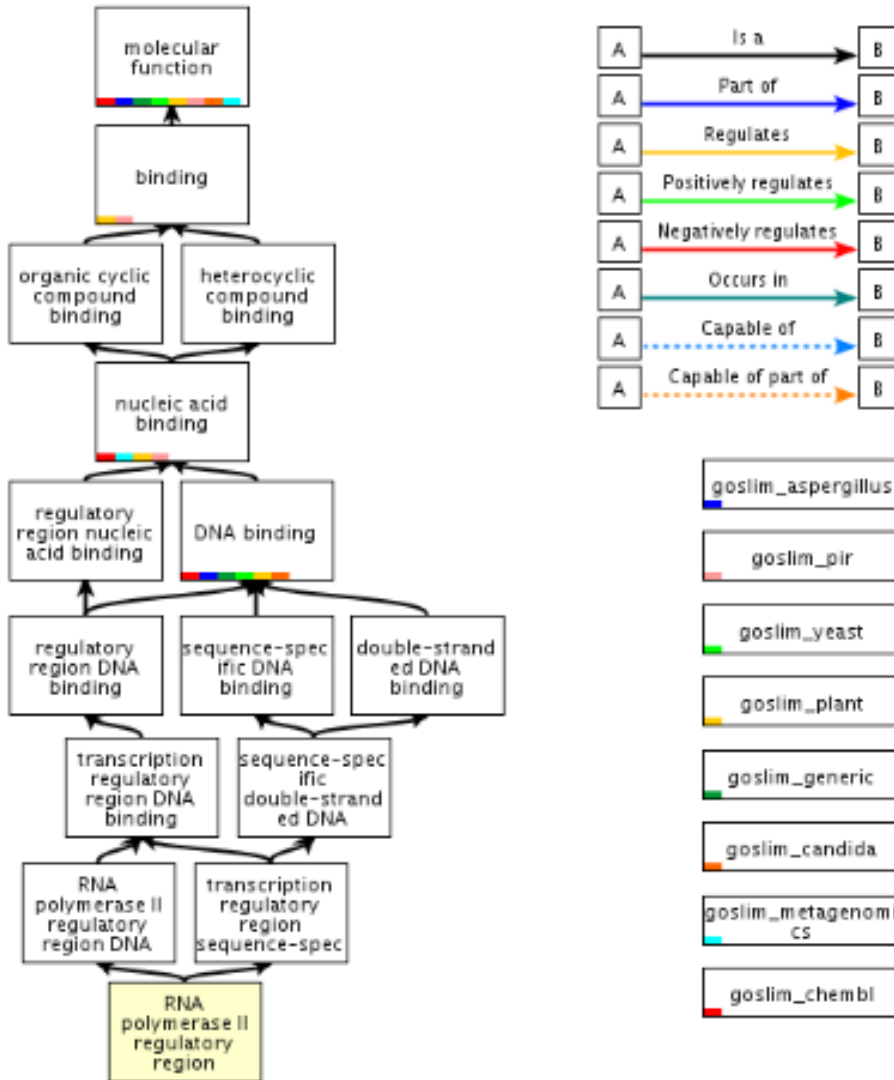 molecular
function
binding
organic cyclic
compound
binding
heterocyclic
compound
binding
nucleic acid
binding
regulatory
region nucleic
acid binding
DNA binding
regulatory
region DNA
binding
sequence-spec
ific DNA
binding
double-strand
ed DNA
binding
transcription
regulatory
region DNA
binding
sequence-spec
ific
double-strand
ed DNA
RNA
polymerase II
regulatory
region DNA
transcription
regulatory
region
sequence-spec
RNA
polymerase II
regulatory
region
A Is a B
A Part of B
A Regulates B
A Positively regulates B
A Negatively regulates B
A Occurs in B
A Capable of B
A Capable of part of B
goslim_aspergillus
goslim_pir
goslim_yeast
goslim_plant
goslim_generic
goslim_candida
goslim_metagenomi
cs
goslim_chembl